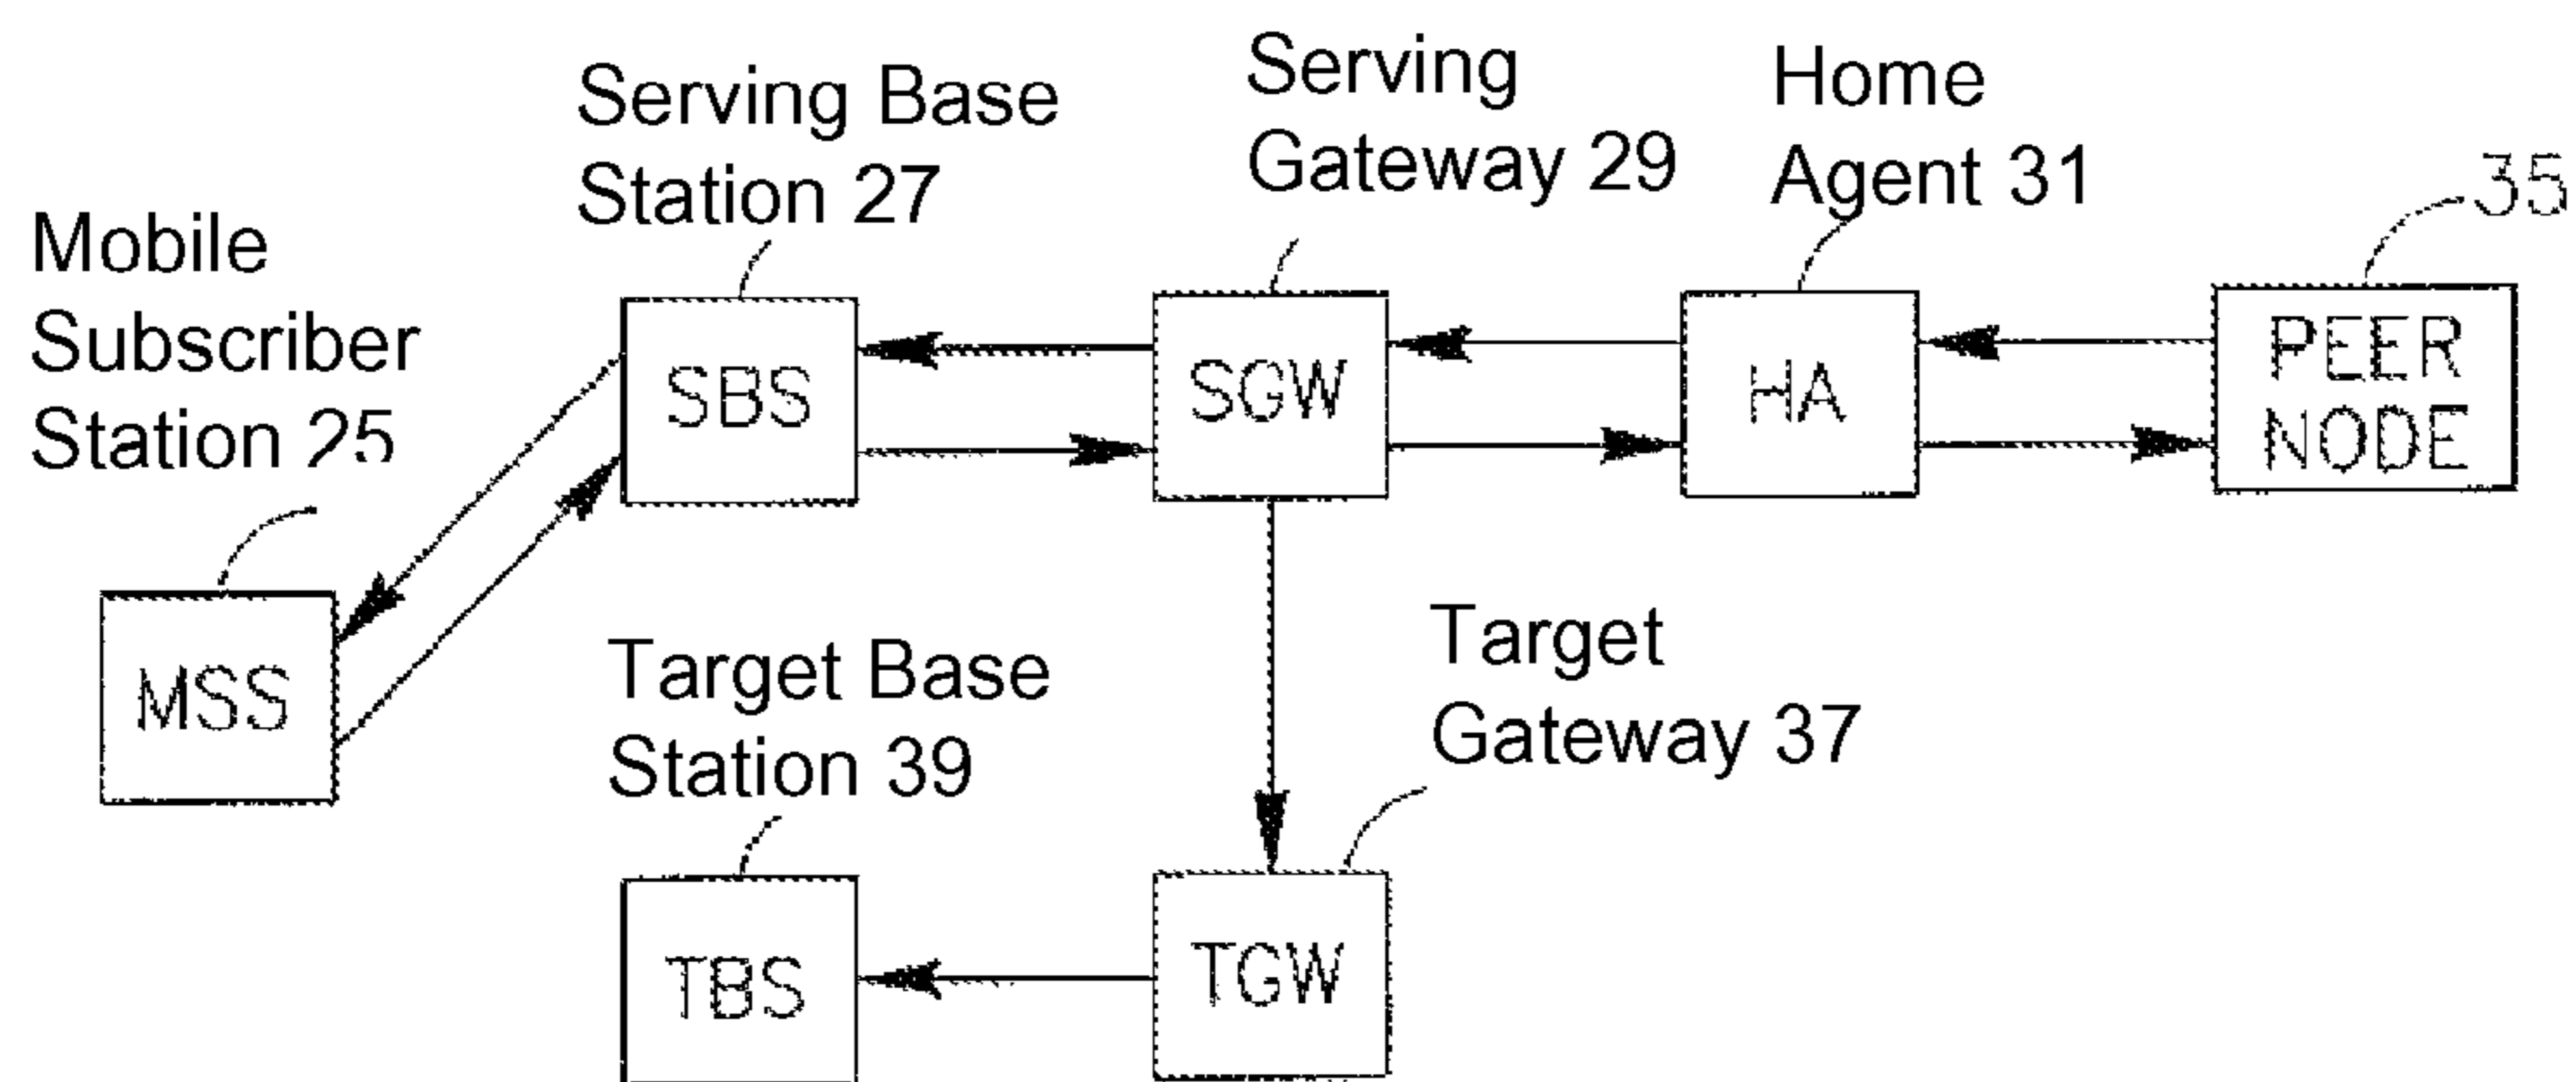 Serving Base
Station 27
Serving
Gateway 29
Home
Agent 31
35
Mobile
Subscriber
Station 25
SBS
SGW
HA
PEER
NODE
MSS
Target Base
Station 39
Target
Gateway 37
TBS
TGW